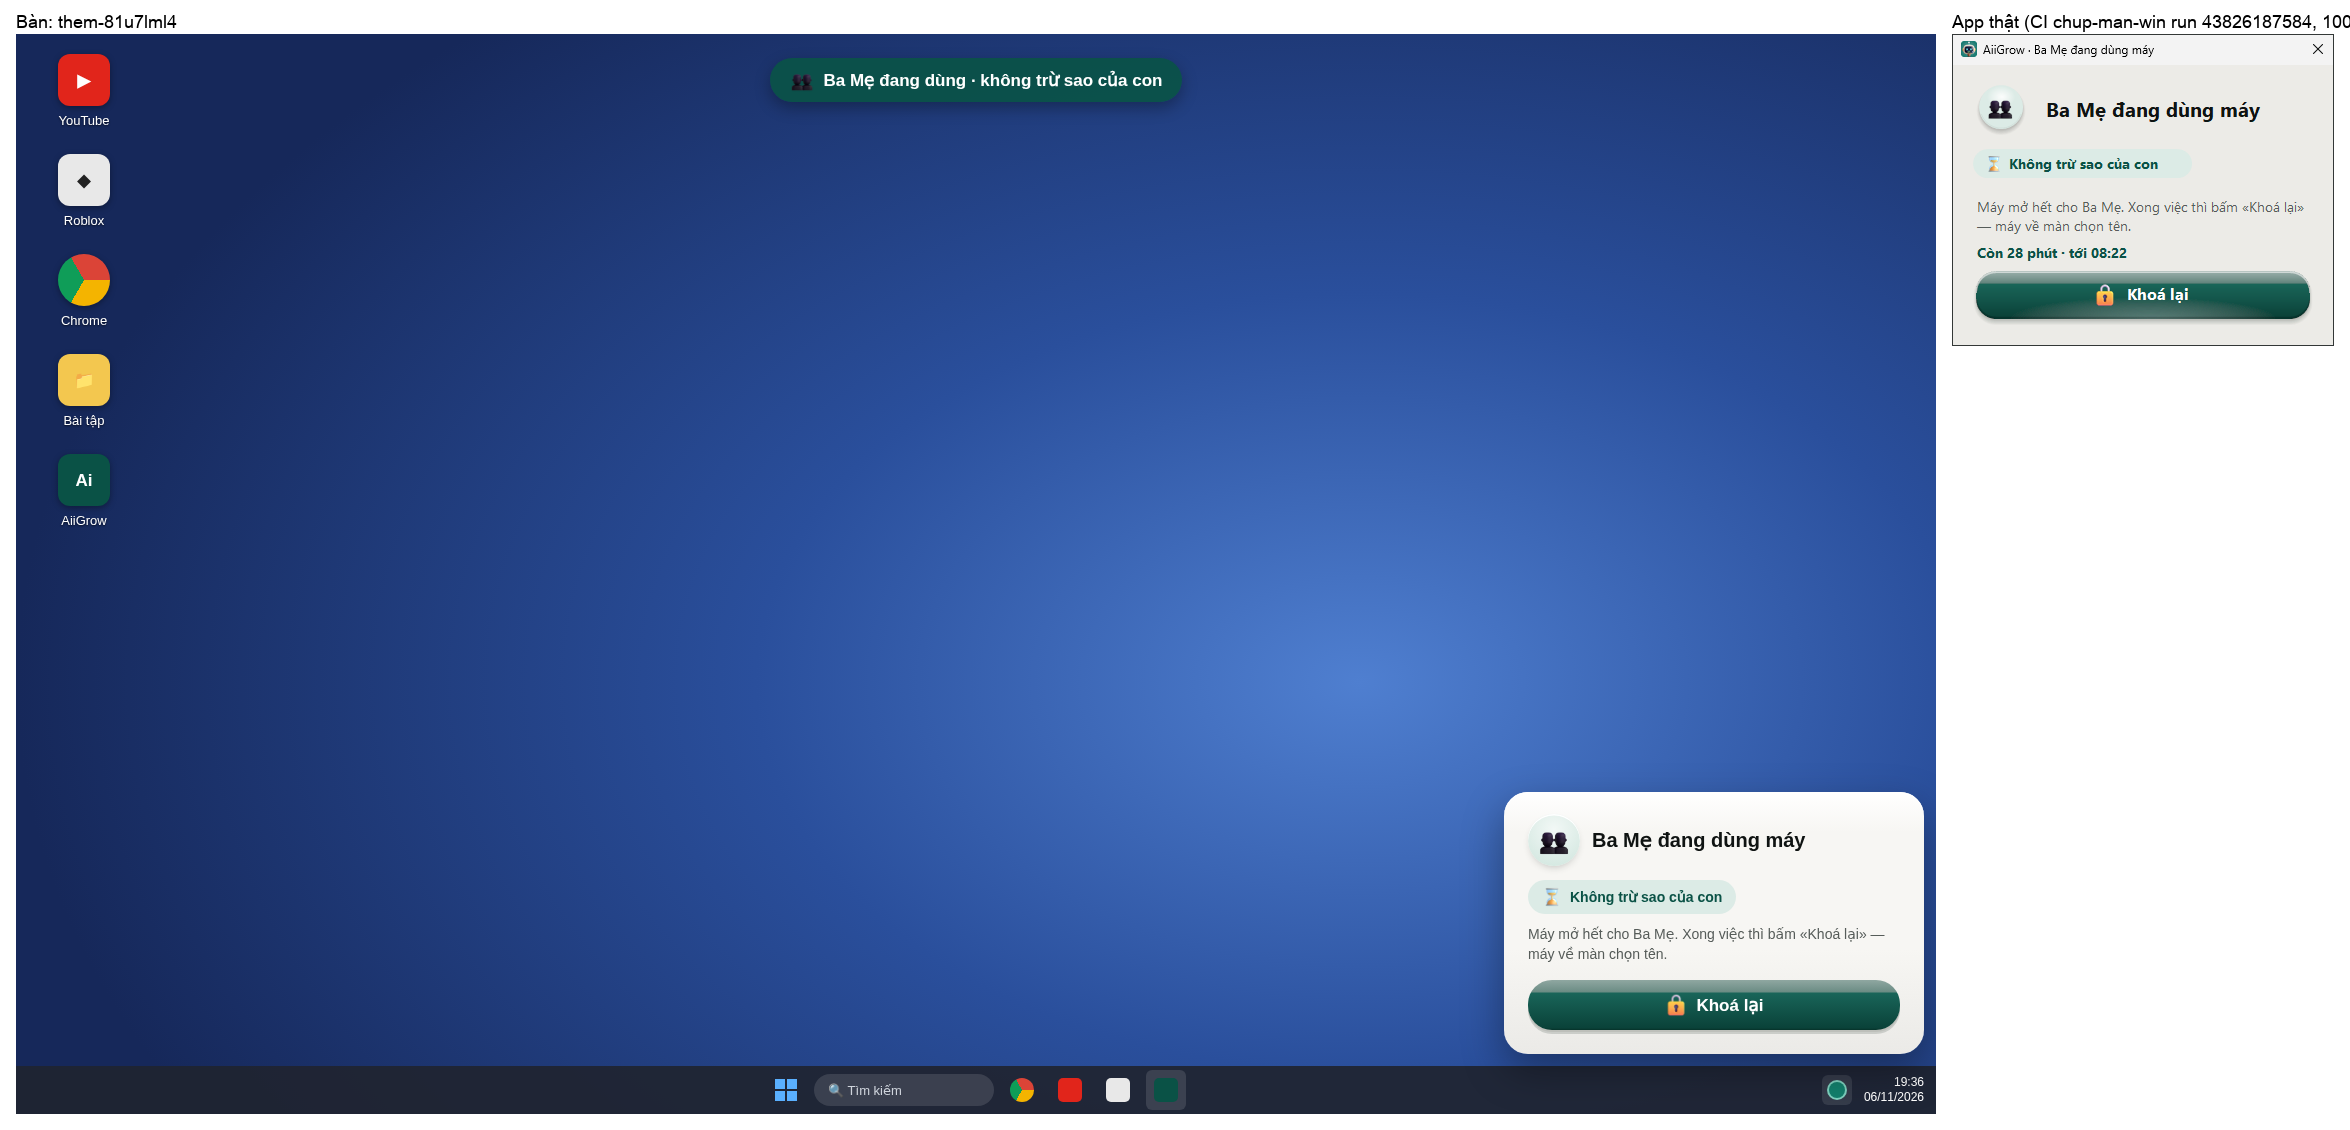 Bàn: them-81u7lml4
App thật (CI chup-man-win run 43826187584, 100
YouTube
Roblox
Chrome
Bài tập
Ai
AiiGrow
Ba Mẹ đang dùng · không trừ sao của con
AiiGrow · Ba Mẹ đang dùng máy
Ba Mẹ đang dùng máy
Không trừ sao của con
Máy mở hết cho Ba Mẹ. Xong việc thì bấm «Khoá lại»
— máy về màn chọn tên.
Còn 28 phút · tới 08:22
Khoá lại
Ba Mẹ đang dùng máy
Không trừ sao của con
Máy mở hết cho Ba Mẹ. Xong việc thì bấm «Khoá lại» —
máy về màn chọn tên.
Khoá lại
Tìm kiếm
19:36
06/11/2026